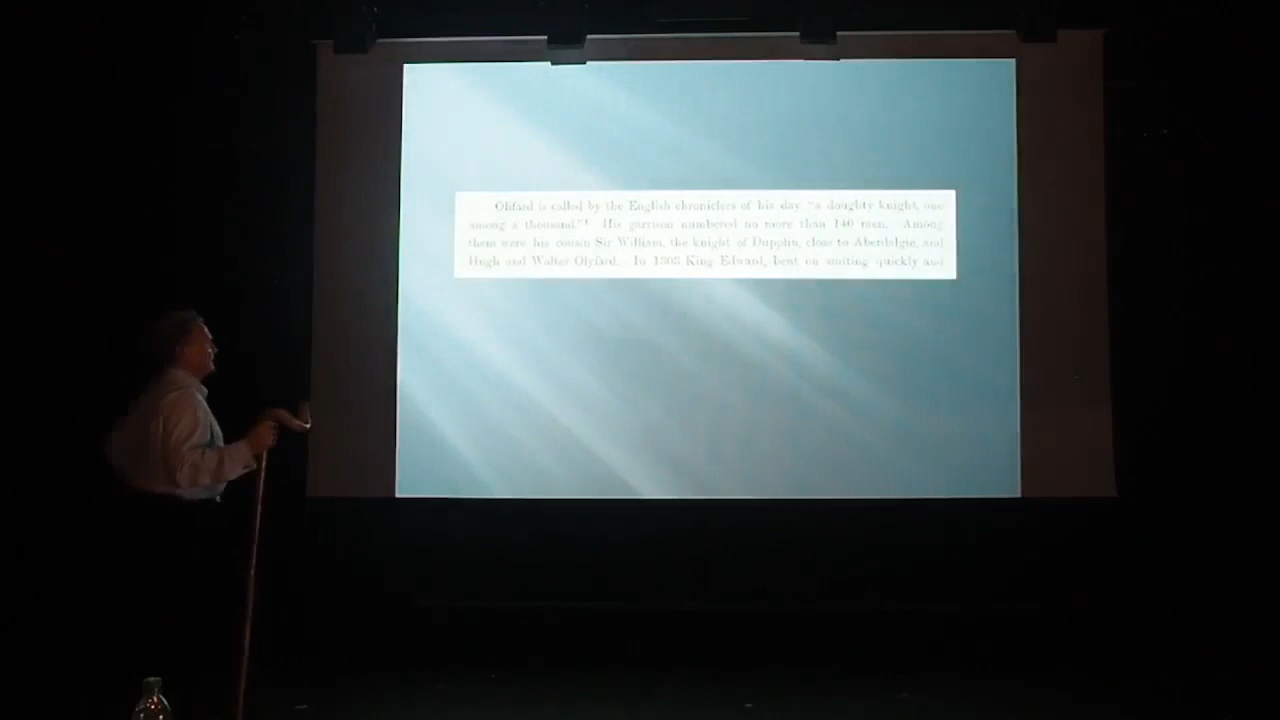 Olifard is called by the English chroniclers of his day "a doughty knight, one
among a thousand."¹ His garrison numbered no more than 140 men. Among
them were his cousin Sir William, the knight of Dupplin, close to Aberdalgie, and
Hugh and Walter Olyfard. In 1303 King Edward, bent on smiting quickly and